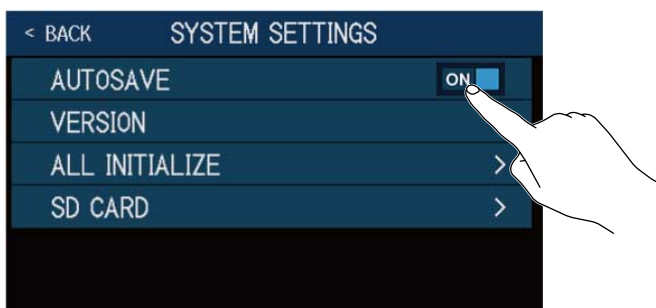 < BACK SYSTEM SETTINGS
AUTOSAVE ON
VERSION
ALL INITIALIZE >
SD CARD >